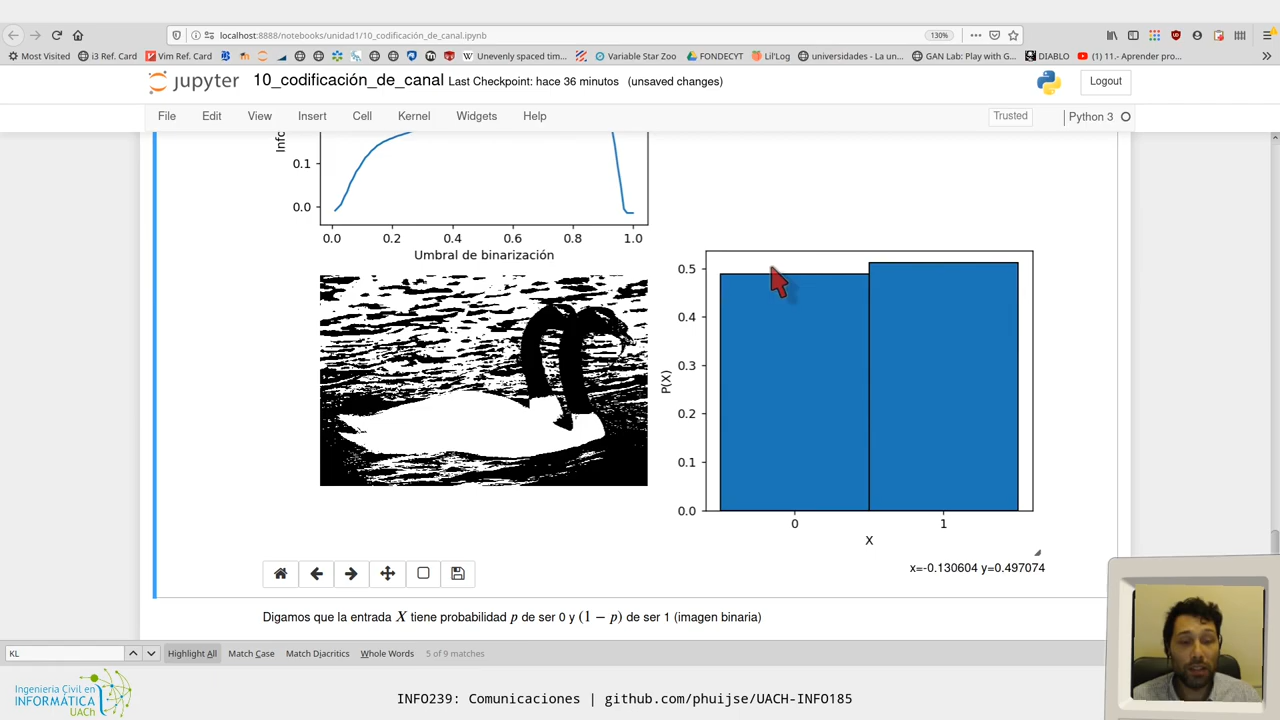 localhost:8888/notebooks/unidad1/10_codificación_de_canal.ipynb
130%
Most Visited
i3 Ref. Card
Vim Ref. Card
Unevenly spaced tim...
Variable Star Zoo
FONDECYT
Lil'Log
universidades - La un...
GAN Lab: Play with G...
DIABLO
(1) 11.- Aprender pro...
jupyter
10_codificación_de_canal Last Checkpoint: hace 36 minutos (unsaved changes)
Logout
File Edit View Insert Cell Kernel Widgets Help
Trusted
Python 3
Info
0.1
0.0
0.0 0.2 0.4 0.6 0.8 1.0
Umbral de binarización
0.5
0.4
0.3
0.2
0.1
0.0
P(X)
0 1
X
x=-0.130604 y=0.497074
Digamos que la entrada X tiene probabilidad p de ser 0 y (1 − p) de ser 1 (imagen binaria)
KL
Highlight All
Match Case
Match Diacritics
Whole Words
5 of 9 matches
Ingeniería Civil en
INFORMÁTICA
UACh
INFO239: Comunicaciones | github.com/phuijse/UACH-INFO185